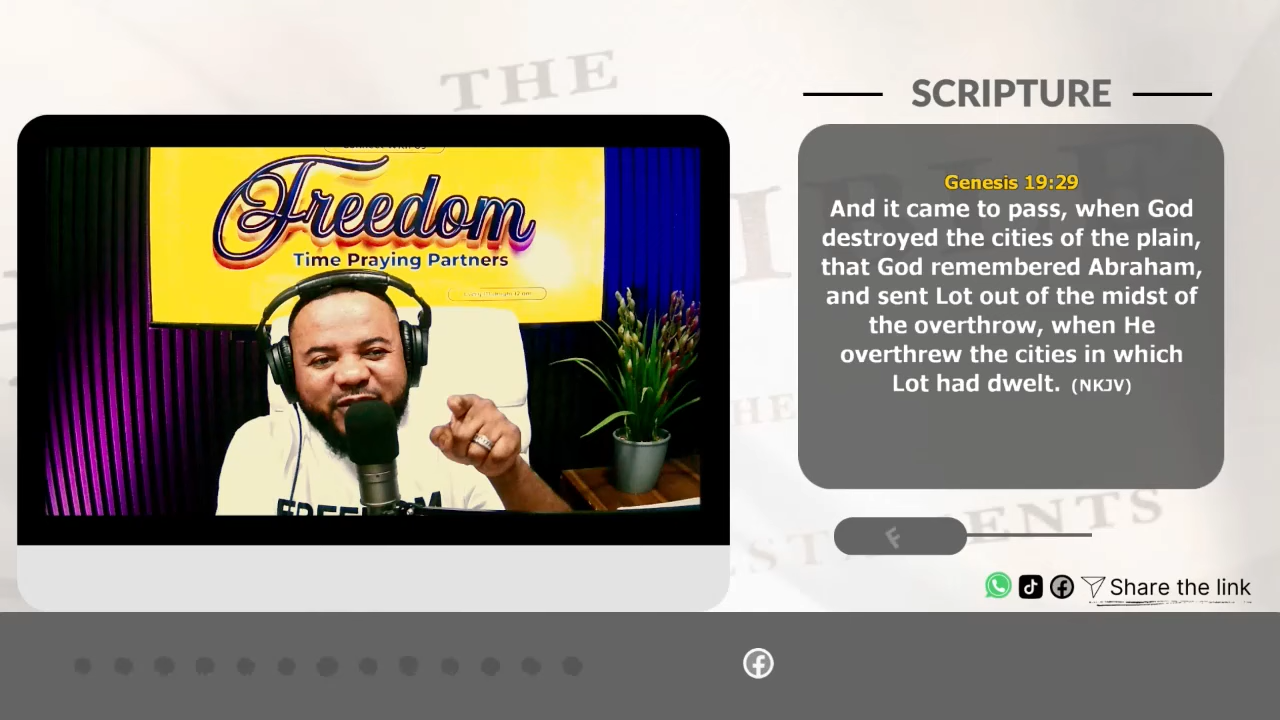 THE
SCRIPTURE
Freedom
Time Praying Partners
Genesis 19:29
And it came to pass, when God
destroyed the cities of the plain,
that God remembered Abraham,
and sent Lot out of the midst of
the overthrow, when He
overthrew the cities in which
Lot had dwelt. (NKJV)
F
Share the link